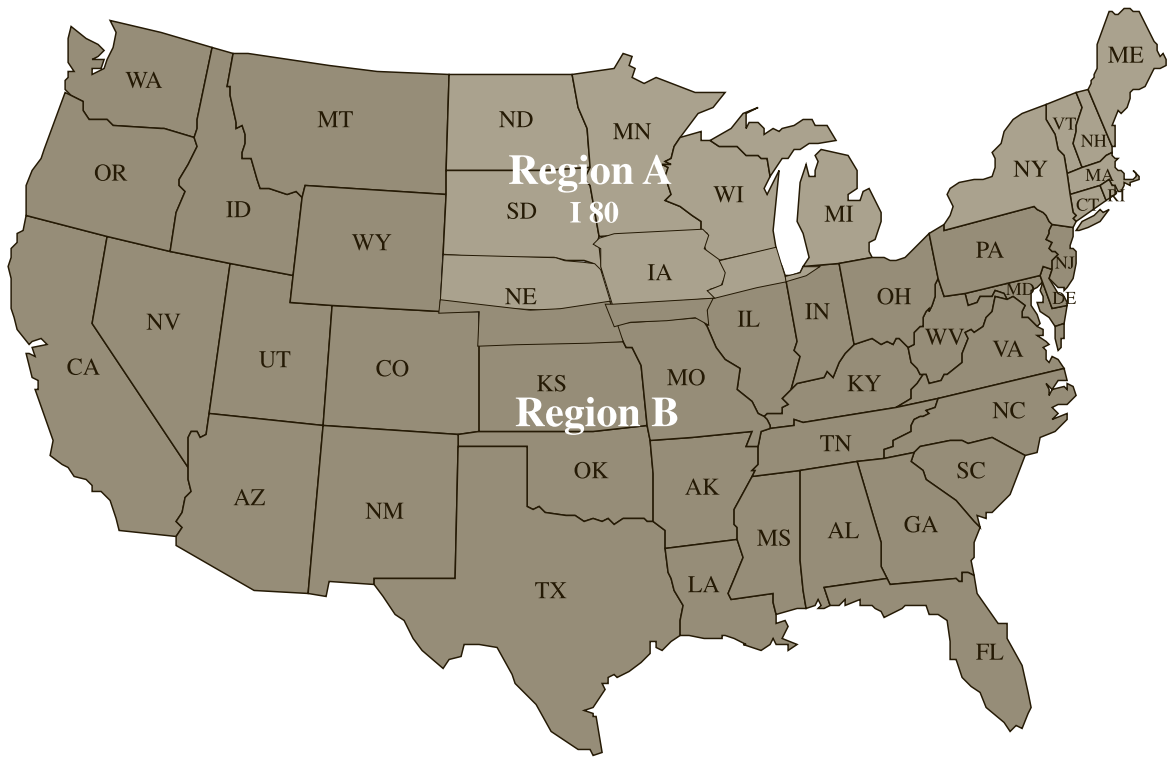 ME
WA
MT
ND
MN
VT
NH
NY
MA
RI
CT
OR
Region A
ID
SD
I 80
WI
MI
WY
IA
PA
NJ
NE
OH
MD
DE
NV
IL
IN
WV
VA
CA
UT
CO
KS
MO
KY
Region B
NC
TN
OK
SC
AZ
NM
AK
MS
AL
GA
TX
LA
FL